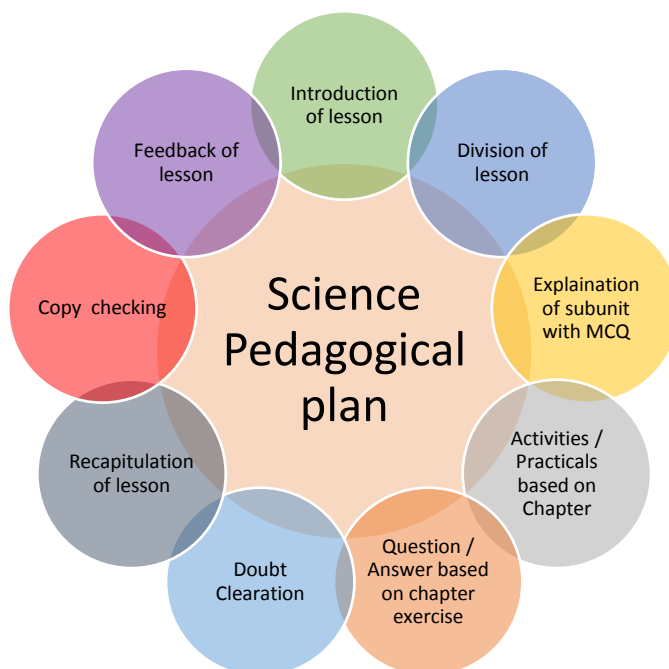 Introduction
of lesson
Division of
lesson
Explaination
of subunit
with MCQ
Activities /
Practicals
based on
Chapter
Question /
Answer based
on chapter
exercise
Doubt
Clearation
Recapitulation
of lesson
Copy checking
Feedback of
lesson
Science
Pedagogical
plan